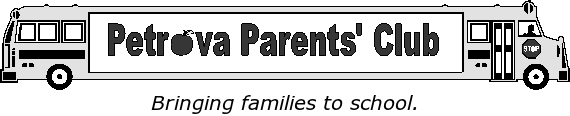 Petrova Parents' Club
STOP
Bringing families to school.